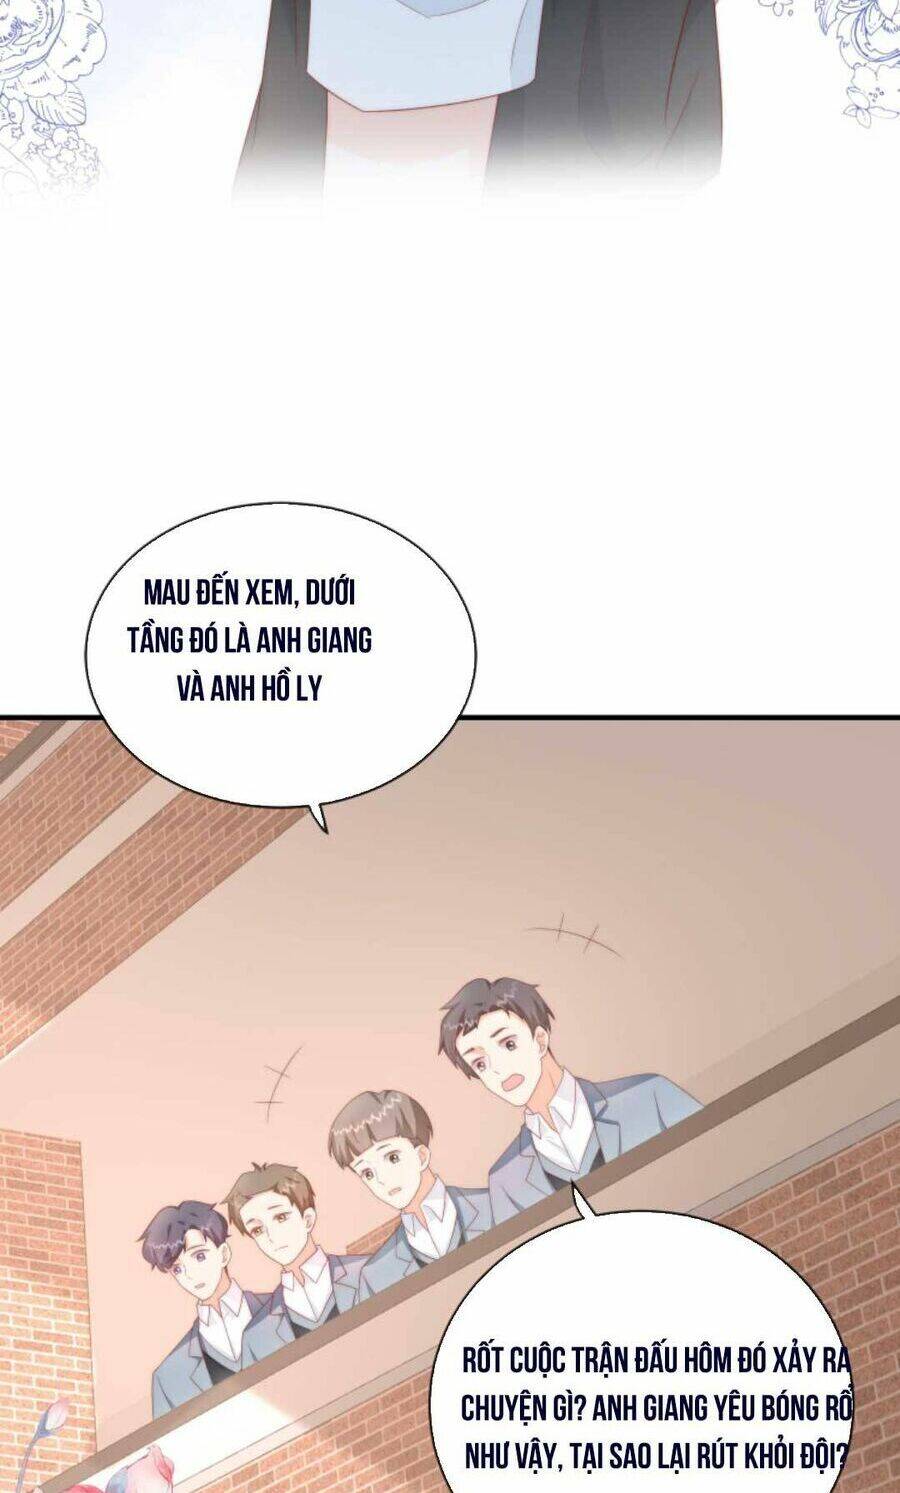 MAU ĐẾN XEM, DƯỚI
TẦNG ĐÓ LÀ ANH GIANG
VÀ ANH HỒ LY
RỐT CUỘC TRẬN ĐẤU HÔM ĐÓ XẢY RA
CHUYỆN GÌ? ANH GIANG YÊU BÓNG RỔ
NHƯ VẬY, TẠI SAO LẠI RÚT KHỎI ĐỘI?